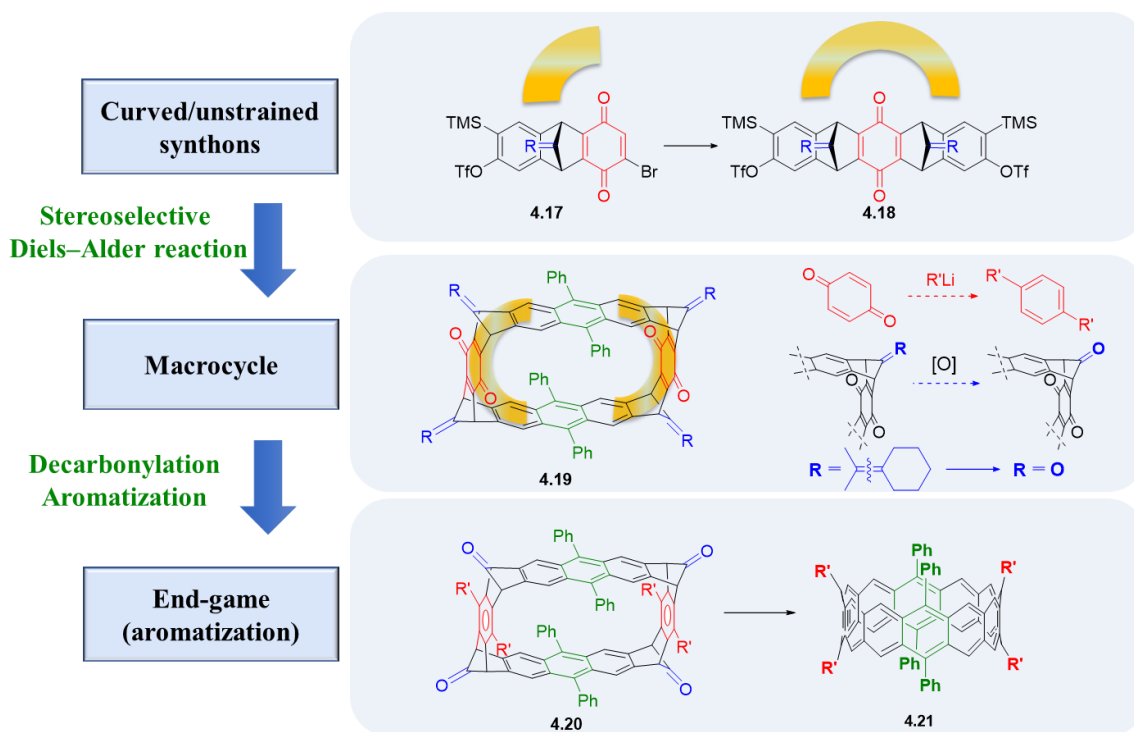 Curved/unstrained
synthons
Stereoselective
Diels–Alder reaction
Macrocycle
Decarbonylation
Aromatization
End-game
(aromatization)
TMS
TfO
R
O
O
Br
4.17
TMS
TfO
R
O
O
R
TMS
OTf
4.18
R
Ph
R
O
O
Ph
O
O
Ph
R
Ph
R
4.19
O
O
R'Li
R'
R'
R
O
O
[O]
O
O
O
R =
R = O
O
Ph
O
R'
R'
Ph
Ph
R'
R'
O
Ph
O
4.20
R'
Ph
Ph
R'
R'
Ph
Ph
R'
4.21